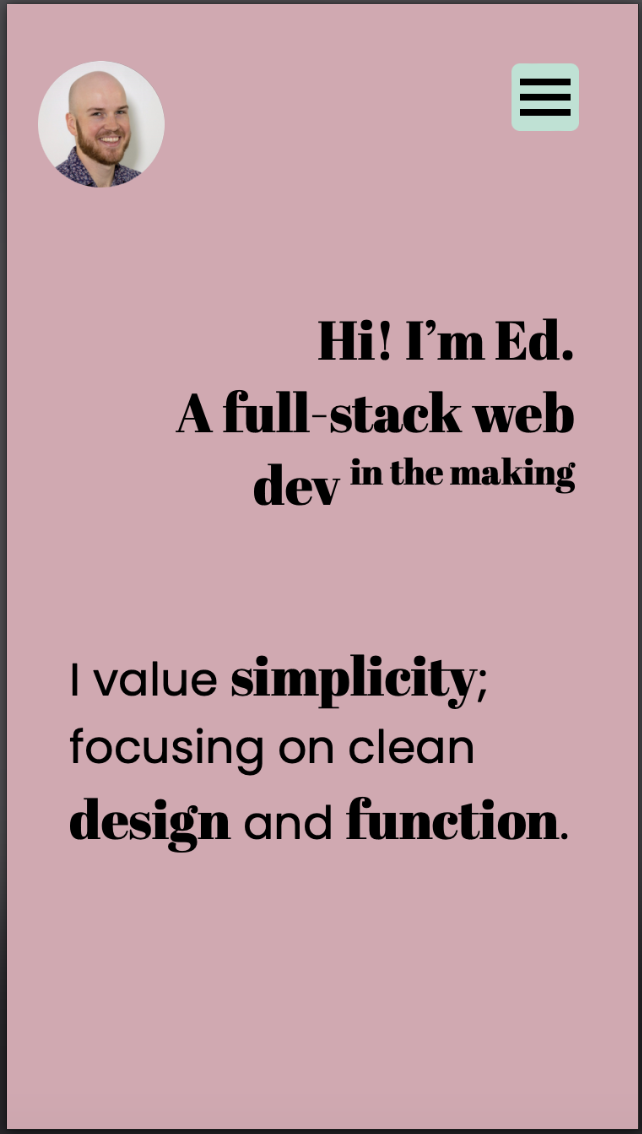 Hi! I’m Ed.
A full-stack web
dev in the making
I value simplicity;
focusing on clean
design and function.